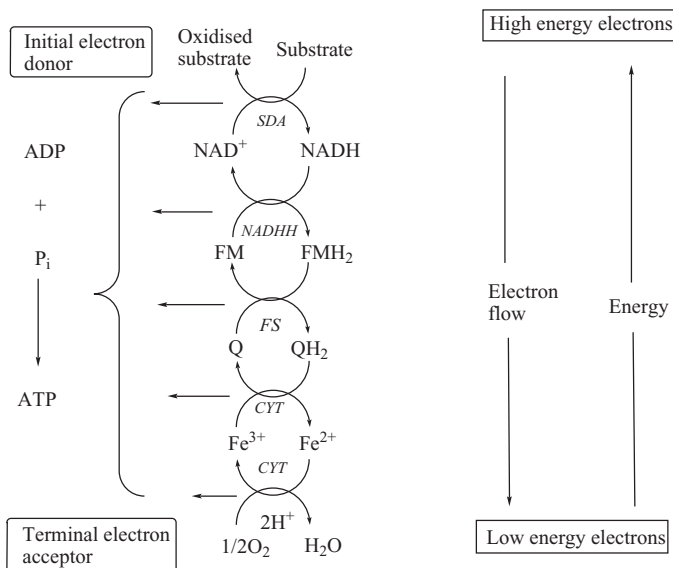 Initial electron
donor
Oxidised
substrate
Substrate
High energy electrons
SDA
ADP
NAD⁺
NADH
+
NADHH
Pᵢ
FM
FMH₂
Electron
flow
Energy
FS
Q
QH₂
ATP
CYT
Fe³⁺
Fe²⁺
CYT
Terminal electron
acceptor
2H⁺
1/2O₂
H₂O
Low energy electrons